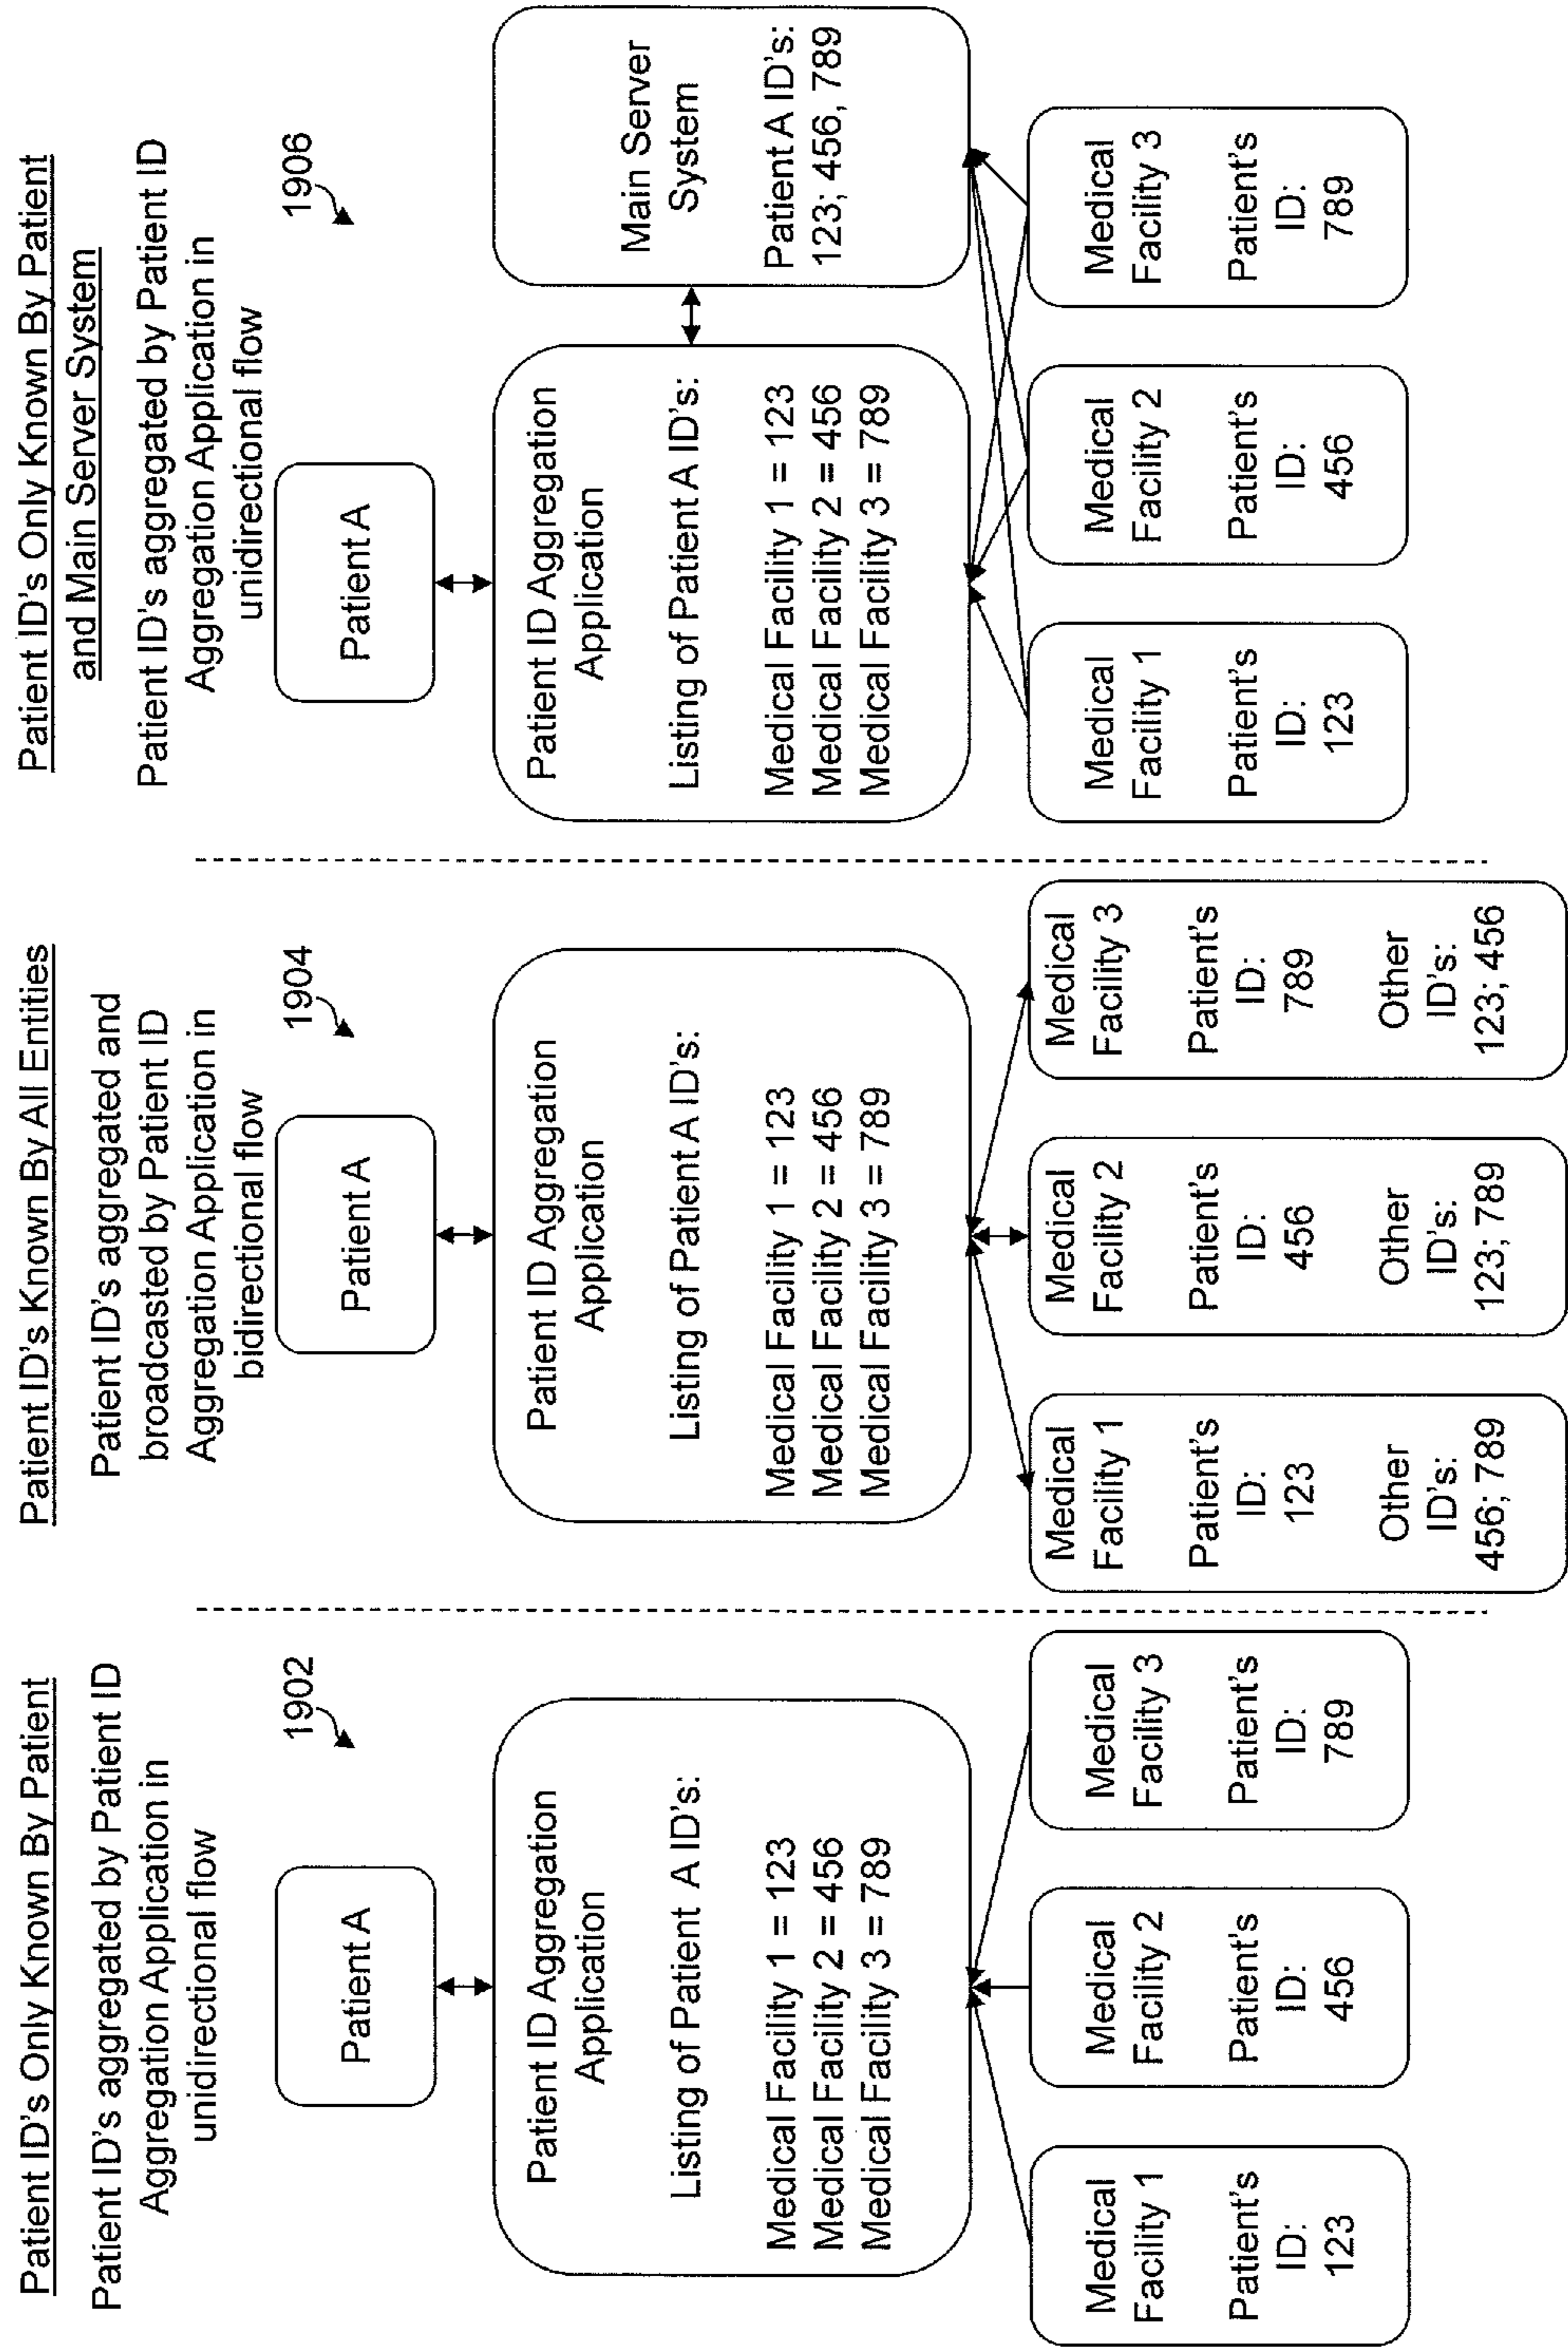 Patient ID's Only Known By Patient
Patient ID's aggregated by Patient ID
Aggregation Application in
unidirectional flow
1902
Patient A
Patient ID Aggregation
Application
Listing of Patient A ID's:
Medical Facility 1 = 123
Medical Facility 2 = 456
Medical Facility 3 = 789
Medical
Facility 1
Patient's
ID:
123
Medical
Facility 2
Patient's
ID:
456
Medical
Facility 3
Patient's
ID:
789
Patient ID's Known By All Entities
Patient ID's aggregated and
broadcasted by Patient ID
Aggregation Application in
bidirectional flow
1904
Patient A
Patient ID Aggregation
Application
Listing of Patient A ID's:
Medical Facility 1 = 123
Medical Facility 2 = 456
Medical Facility 3 = 789
Medical
Facility 1
Patient's
ID:
123
Other
ID's:
456; 789
Medical
Facility 2
Patient's
ID:
456
Other
ID's:
123; 789
Medical
Facility 3
Patient's
ID:
789
Other
ID's:
123; 456
Patient ID's Only Known By Patient
and Main Server System
Patient ID's aggregated by Patient ID
Aggregation Application in
unidirectional flow
1906
Patient A
Patient ID Aggregation
Application
Listing of Patient A ID's:
Medical Facility 1 = 123
Medical Facility 2 = 456
Medical Facility 3 = 789
Main Server
System
Patient A ID's:
123; 456, 789
Medical
Facility 1
Patient's
ID:
123
Medical
Facility 2
Patient's
ID:
456
Medical
Facility 3
Patient's
ID:
789